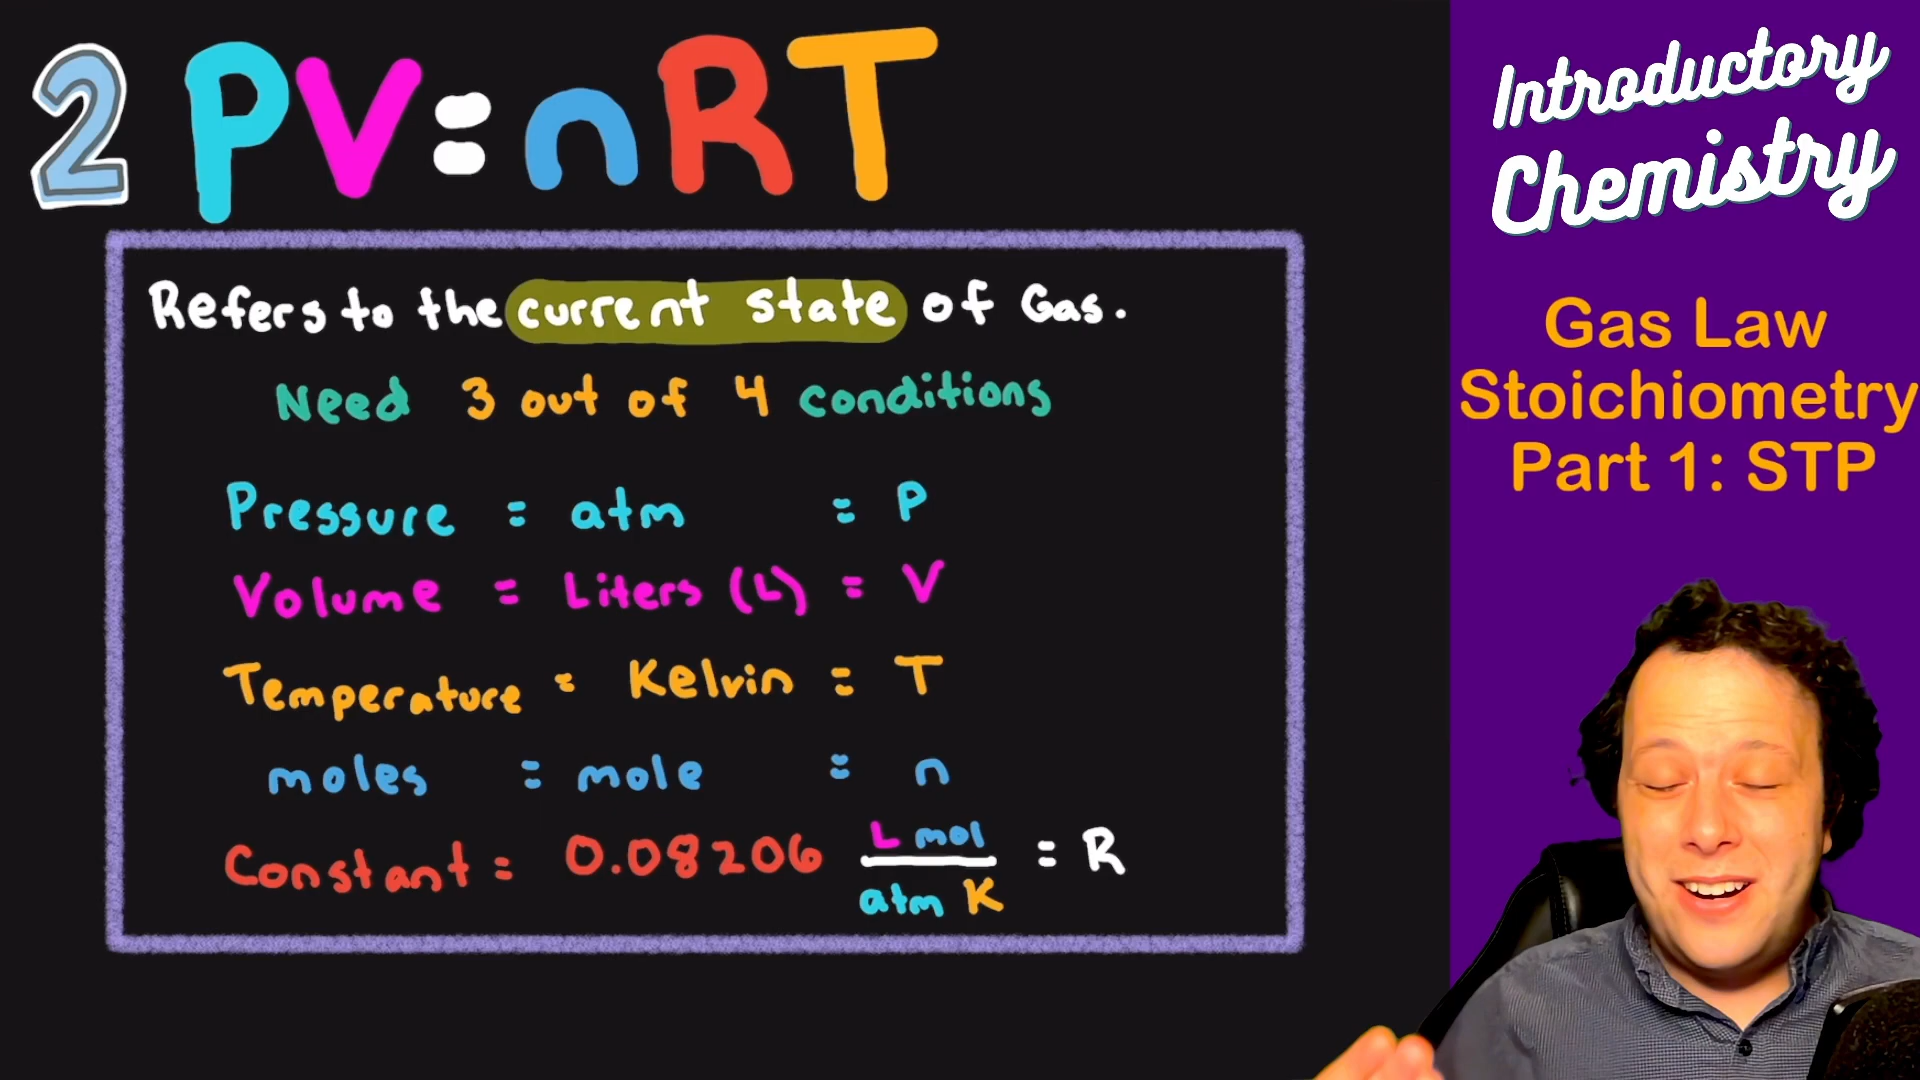 2 PV=nRT
Refers to the current state of Gas.
Need 3 out of 4 conditions
Pressure = atm = P
Volume = Liters (L) = V
Temperature = Kelvin = T
moles = mole = n
Constant = 0.08206 L mol / atm K = R
Introductory
Chemistry
Gas Law
Stoichiometry
Part 1: STP